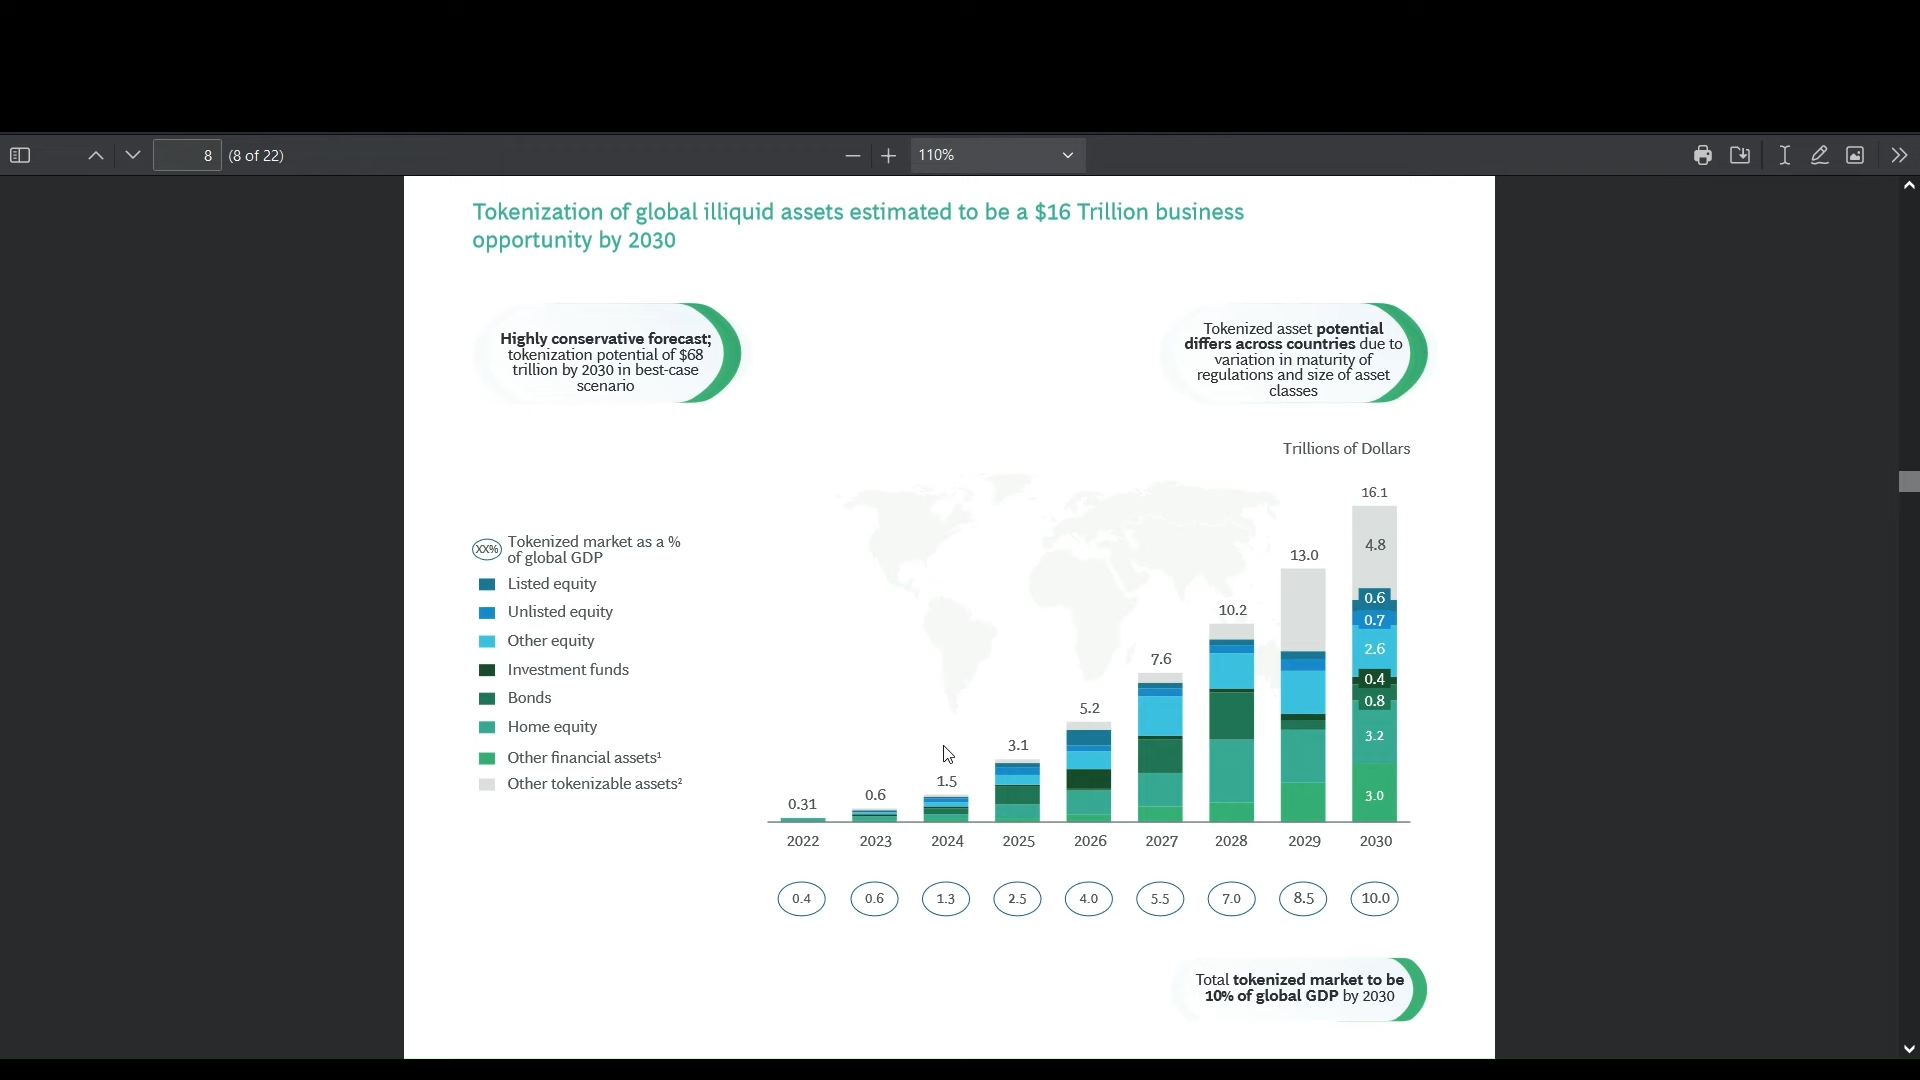 8 (8 of 22)
110%
Tokenization of global illiquid assets estimated to be a $16 Trillion business
opportunity by 2030
Highly conservative forecast;
tokenization potential of $68
trillion by 2030 in best-case
scenario
Tokenized asset potential
differs across countries due to
variation in maturity of
regulations and size of asset
classes
Trillions of Dollars
XX% Tokenized market as a %
of global GDP
Listed equity
Unlisted equity
Other equity
Investment funds
Bonds
Home equity
Other financial assets¹
Other tokenizable assets²
0.31
0.6
1.5
3.1
5.2
7.6
10.2
13.0
16.1
4.8
0.6
0.7
2.6
0.4
0.8
3.2
3.0
2022 2023 2024 2025 2026 2027 2028 2029 2030
0.4 0.6 1.3 2.5 4.0 5.5 7.0 8.5 10.0
Total tokenized market to be
10% of global GDP by 2030